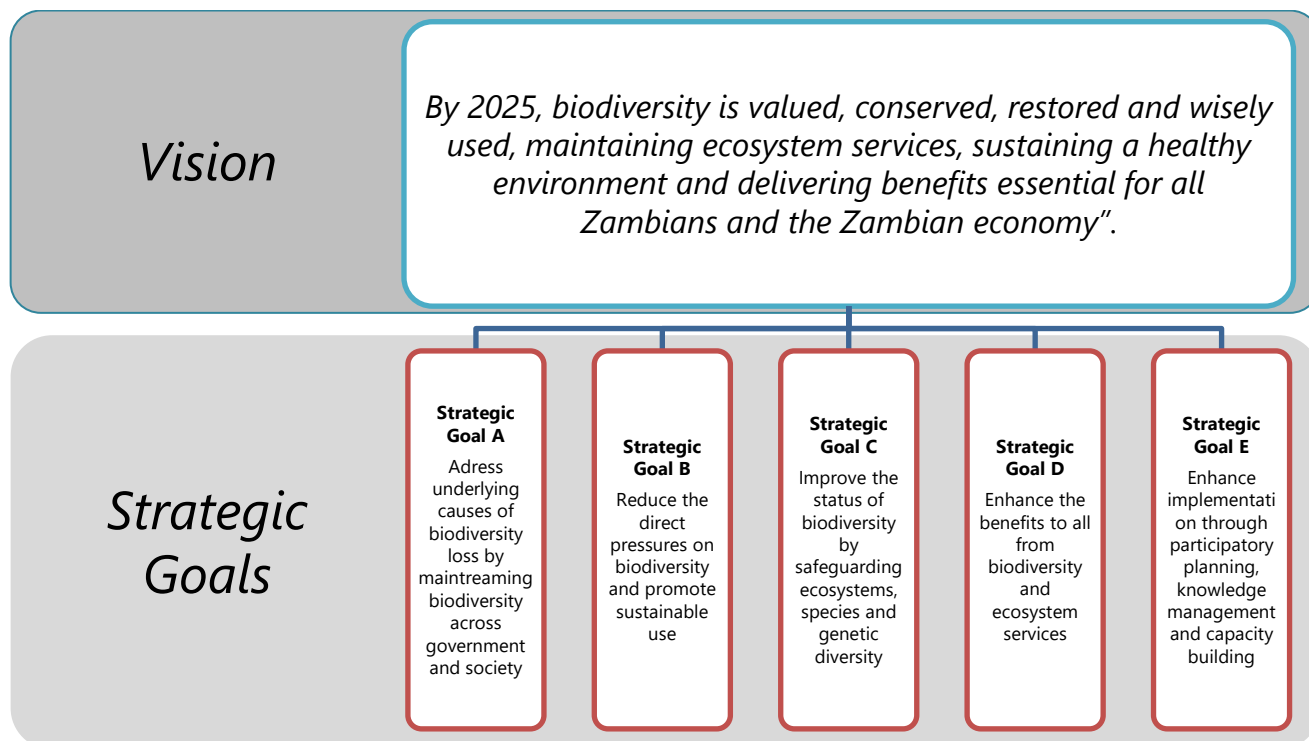 Vision
By 2025, biodiversity is valued, conserved, restored and wisely
used, maintaining ecosystem services, sustaining a healthy
environment and delivering benefits essential for all
Zambians and the Zambian economy”.
Strategic
Goals
Strategic
Goal A
Adress
underlying
causes of
biodiversity
loss by
maintreaming
biodiversity
across
government
and society
Strategic
Goal B
Reduce the
direct
pressures on
biodiversity
and promote
sustainable
use
Strategic
Goal C
Improve the
status of
biodiversity
by
safeguarding
ecosystems,
species and
genetic
diversity
Strategic
Goal D
Enhance the
benefits to all
from
biodiversity
and
ecosystem
services
Strategic
Goal E
Enhance
implementati
on through
participatory
planning,
knowledge
management
and capacity
building